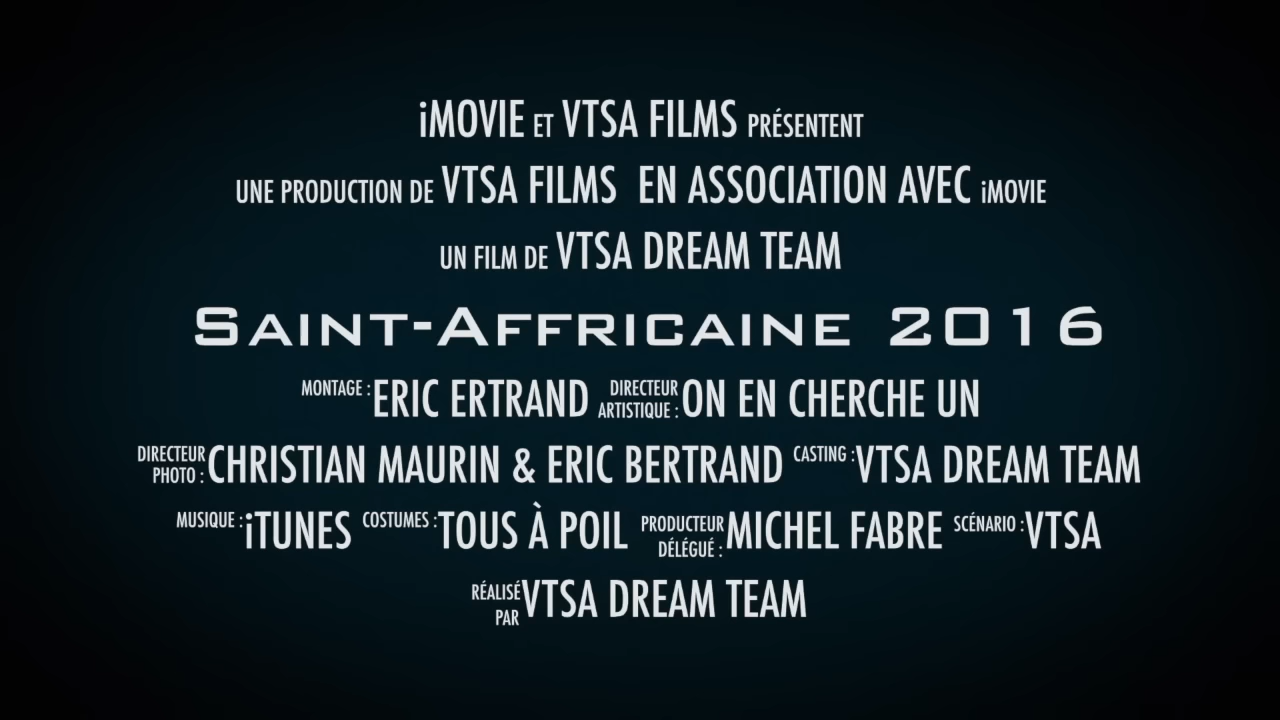 iMOVIE ET VTSA FILMS PRÉSENTENT
UNE PRODUCTION DE VTSA FILMS EN ASSOCIATION AVEC iMOVIE
UN FILM DE VTSA DREAM TEAM
SAINT-AFFRICAINE 2016
MONTAGE : ERIC ERTRAND DIRECTEUR ARTISTIQUE : ON EN CHERCHE UN
DIRECTEUR PHOTO : CHRISTIAN MAURIN & ERIC BERTRAND CASTING : VTSA DREAM TEAM
MUSIQUE : iTUNES COSTUMES : TOUS À POIL PRODUCTEUR DÉLÉGUÉ : MICHEL FABRE SCÉNARIO : VTSA
RÉALISÉ PAR VTSA DREAM TEAM